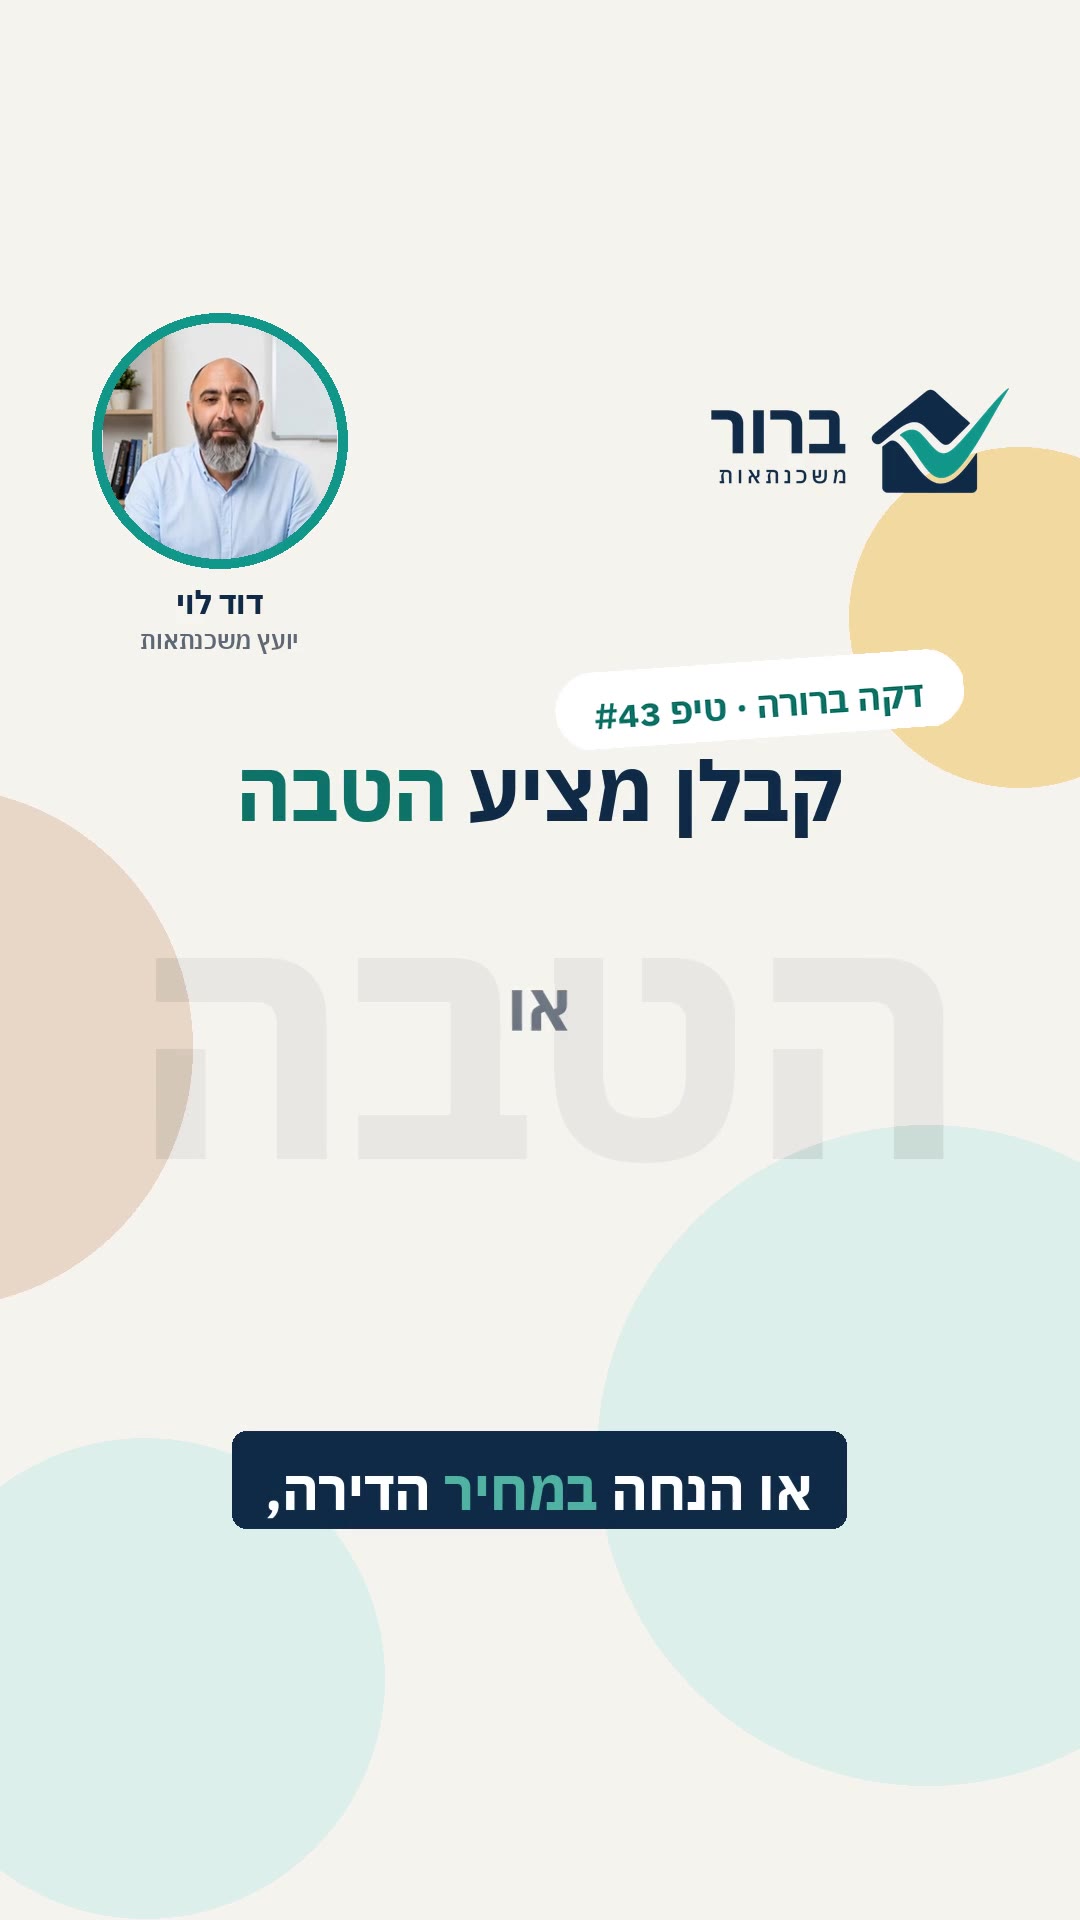 ברור
משכנתאות
דוד לוי
יועץ משכנתאות
דקה ברורה · טיפ #43
קבלן מציע הטבה
הטבה
או
או הנחה במחיר הדירה,